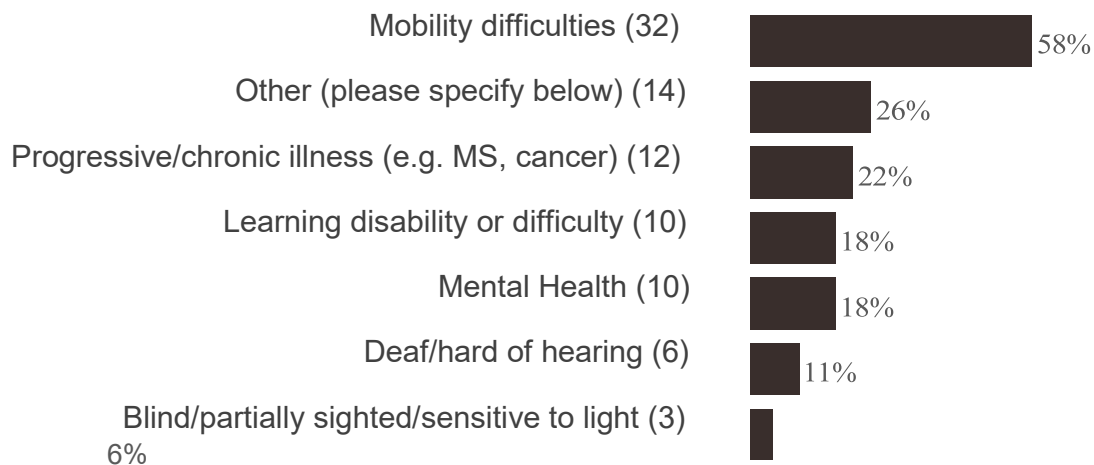 Mobility difficulties (32) 58%
Other (please specify below) (14) 26%
Progressive/chronic illness (e.g. MS, cancer) (12) 22%
Learning disability or difficulty (10) 18%
Mental Health (10) 18%
Deaf/hard of hearing (6) 11%
Blind/partially sighted/sensitive to light (3)
6%